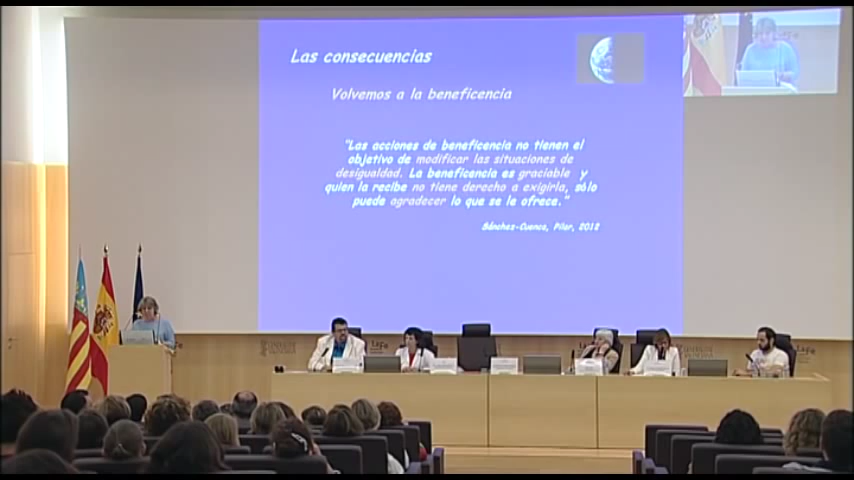 Las consecuencias
Volvemos a la beneficencia
"Las acciones de beneficencia no tienen el
objetivo de modificar las situaciones de
desigualdad. La beneficencia es graciable y
quien la recibe no tiene derecho a exigirla, sólo
puede agradecer lo que se le ofrece."
Sánchez-Cuenca, Pilar, 2012